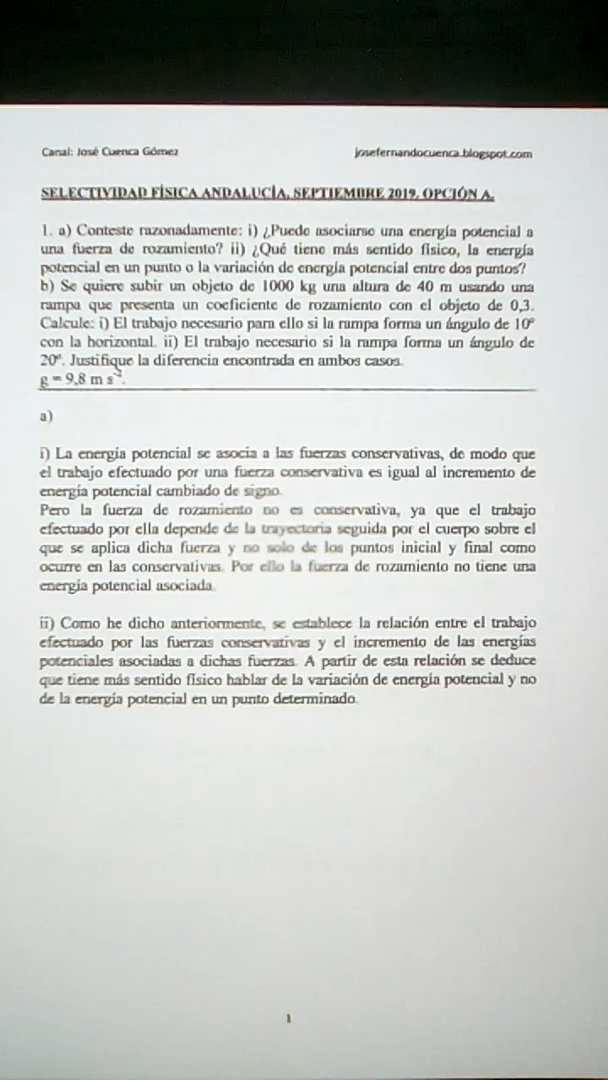 Canal: José Cuenca Gómez
josefernandocuenca.blogspot.com
SELECTIVIDAD FÍSICA ANDALUCÍA. SEPTIEMBRE 2019. OPCIÓN A.
1. a) Conteste razonadamente: i) ¿Puede asociarse una energía potencial a
una fuerza de rozamiento? ii) ¿Qué tiene más sentido físico, la energía
potencial en un punto o la variación de energía potencial entre dos puntos?
b) Se quiere subir un objeto de 1000 kg una altura de 40 m usando una
rampa que presenta un coeficiente de rozamiento con el objeto de 0,3.
Calcule: i) El trabajo necesario para ello si la rampa forma un ángulo de 10º
con la horizontal. ii) El trabajo necesario si la rampa forma un ángulo de
20º. Justifique la diferencia encontrada en ambos casos.
g = 9,8 m s⁻².
a)
i) La energía potencial se asocia a las fuerzas conservativas, de modo que
el trabajo efectuado por una fuerza conservativa es igual al incremento de
energía potencial cambiado de signo.
Pero la fuerza de rozamiento no es conservativa, ya que el trabajo
efectuado por ella depende de la trayectoria seguida por el cuerpo sobre el
que se aplica dicha fuerza y no solo de los puntos inicial y final como
ocurre en las conservativas. Por ello la fuerza de rozamiento no tiene una
energía potencial asociada.
ii) Como he dicho anteriormente, se establece la relación entre el trabajo
efectuado por las fuerzas conservativas y el incremento de las energías
potenciales asociadas a dichas fuerzas. A partir de esta relación se deduce
que tiene más sentido físico hablar de la variación de energía potencial y no
de la energía potencial en un punto determinado.
1